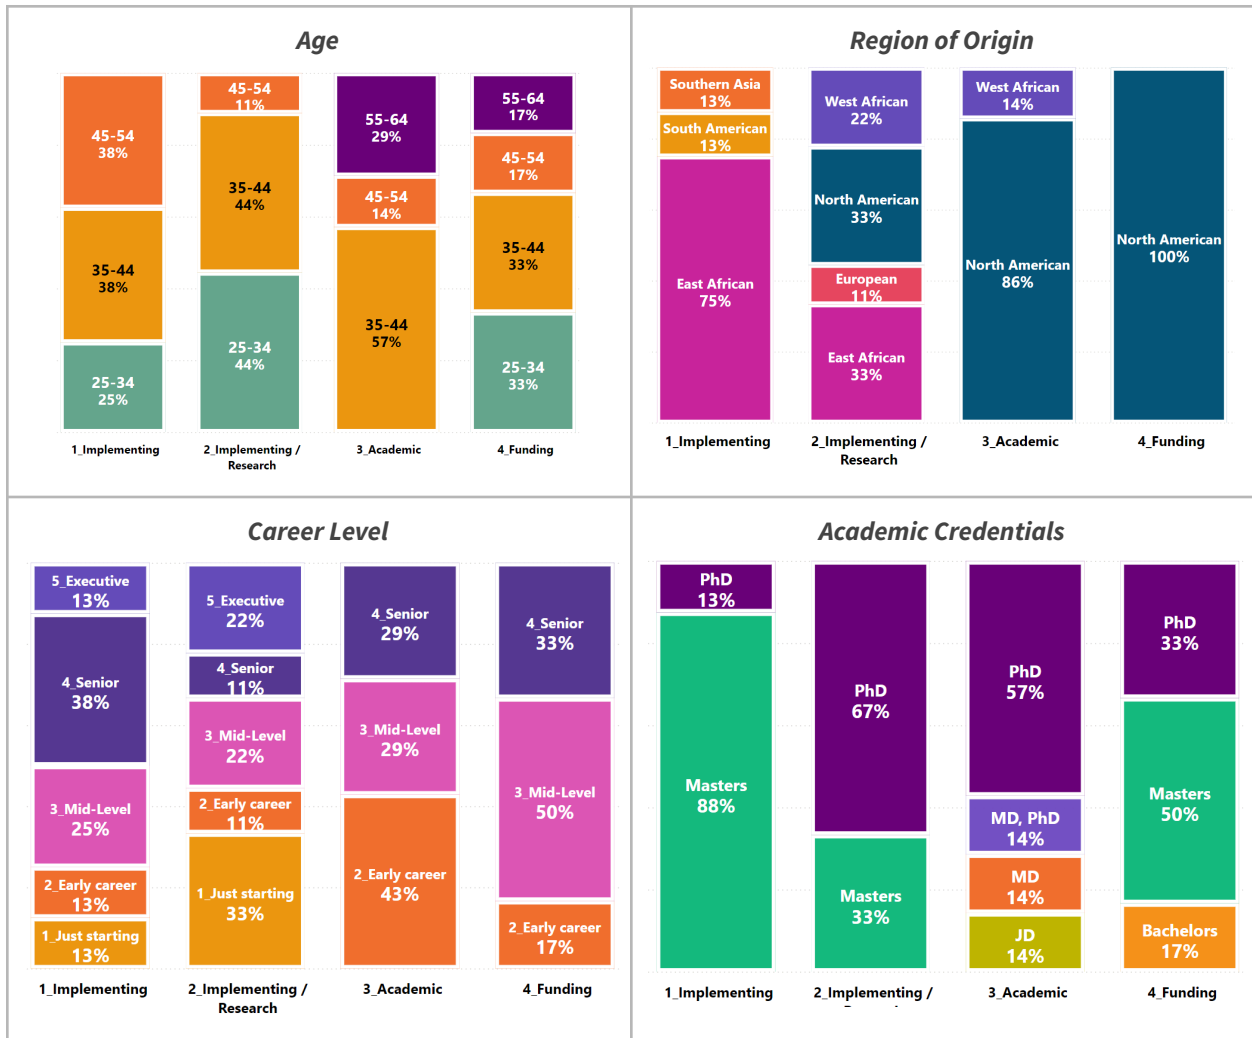 Age
45-54
38%
35-44
38%
25-34
25%
1_Implementing
45-54
11%
35-44
44%
25-34
44%
2_Implementing /
Research
55-64
29%
45-54
14%
35-44
57%
3_Academic
55-64
17%
45-54
17%
35-44
33%
25-34
33%
4_Funding
Region of Origin
Southern Asia
13%
South American
13%
East African
75%
1_Implementing
West African
22%
North American
33%
European
11%
East African
33%
2_Implementing /
Research
West African
14%
North American
86%
3_Academic
North American
100%
4_Funding
Career Level
5_Executive
13%
4_Senior
38%
3_Mid-Level
25%
2_Early career
13%
1_Just starting
13%
1_Implementing
5_Executive
22%
4_Senior
11%
3_Mid-Level
22%
2_Early career
11%
1_Just starting
33%
2_Implementing /
Research
4_Senior
29%
3_Mid-Level
29%
2_Early career
43%
3_Academic
4_Senior
33%
3_Mid-Level
50%
2_Early career
17%
4_Funding
Academic Credentials
PhD
13%
Masters
88%
1_Implementing
PhD
67%
Masters
33%
2_Implementing /
PhD
57%
MD, PhD
14%
MD
14%
JD
14%
3_Academic
PhD
33%
Masters
50%
Bachelors
17%
4_Funding